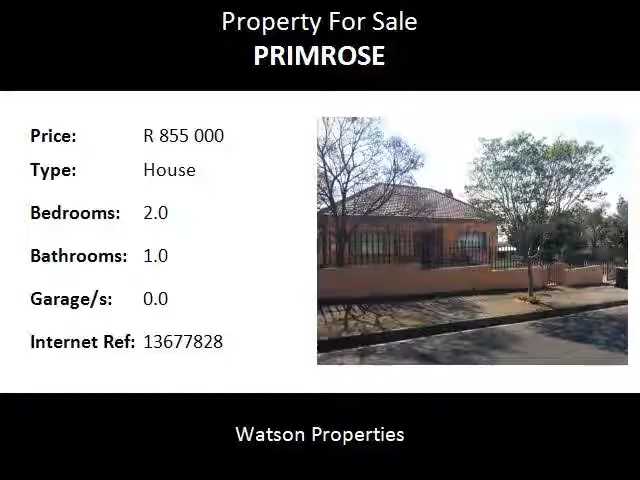 Property For Sale
PRIMROSE
Price: R 855 000
Type: House
Bedrooms: 2.0
Bathrooms: 1.0
Garage/s: 0.0
Internet Ref: 13677828
Watson Properties